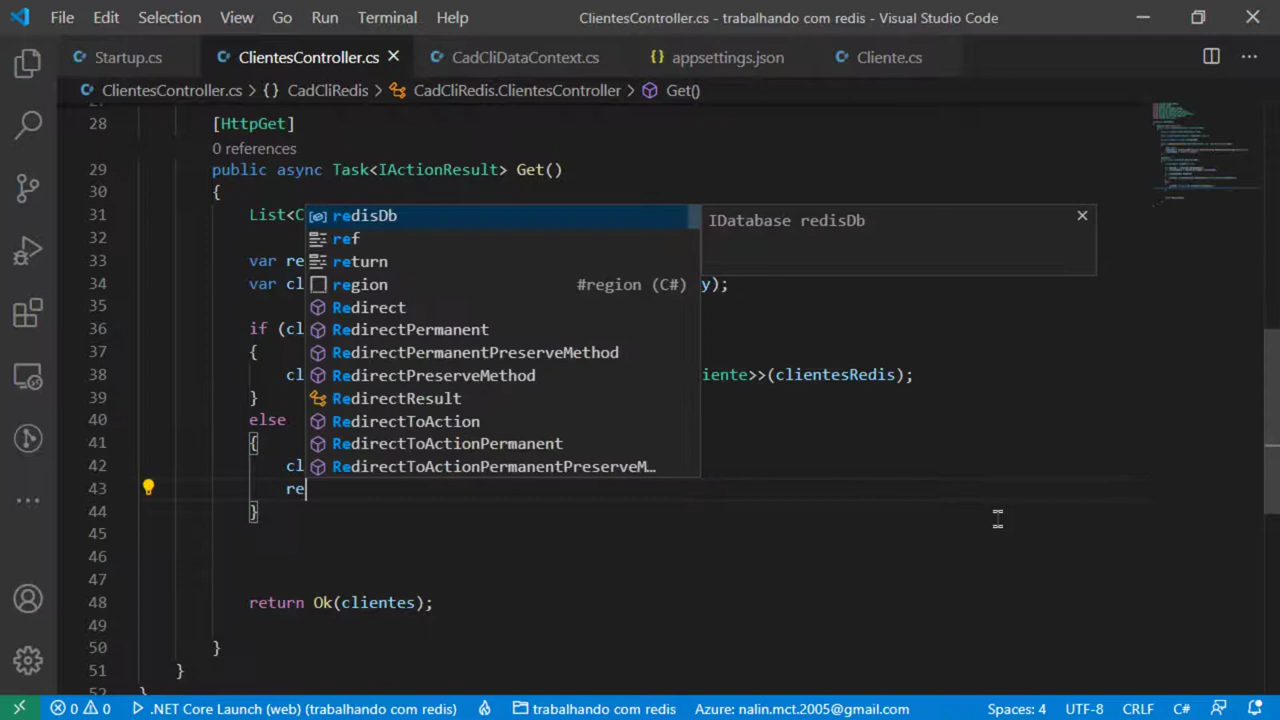 File Edit Selection View Go Run Terminal Help ClientesController.cs - trabalhando com redis - Visual Studio Code
Startup.cs ClientesController.cs CadCliDataContext.cs {} appsettings.json Cliente.cs
ClientesController.cs > {} CadCliRedis > CadCliRedis.ClientesController > Get()
28 [HttpGet]
0 references
29 public async Task<IActionResult> Get()
30 {
31 List<C
redisDb
IDatabase redisDb
32
ref
33 var re
return
34 var cl
region #region (C#)
y);
35
Redirect
36 if (cl
RedirectPermanent
37 {
RedirectPermanentPreserveMethod
38 cl
RedirectPreserveMethod
iente>>(clientesRedis);
39 }
RedirectResult
40 else
RedirectToAction
41 {
RedirectToActionPermanent
42 cl
RedirectToActionPermanentPreserveM…
43 re
44 }
45
46
47
48 return Ok(clientes);
49
50 }
51 }
52 }
0 0 .NET Core Launch (web) (trabalhando com redis) trabalhando com redis Azure: nalin.mct.2005@gmail.com Spaces: 4 UTF-8 CRLF C#